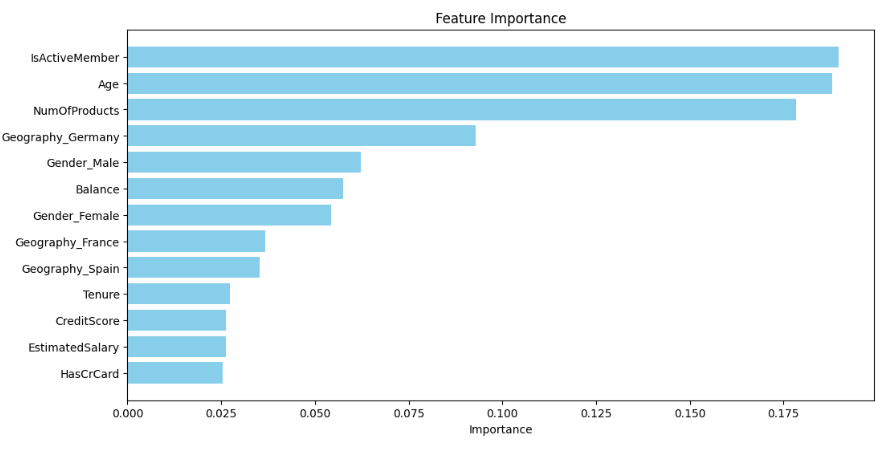 Feature Importance
IsActiveMember
Age
NumOfProducts
Geography_Germany
Gender_Male
Balance
Gender_Female
Geography_France
Geography_Spain
Tenure
CreditScore
EstimatedSalary
HasCrCard
0.000 0.025 0.050 0.075 0.100 0.125 0.150 0.175
Importance